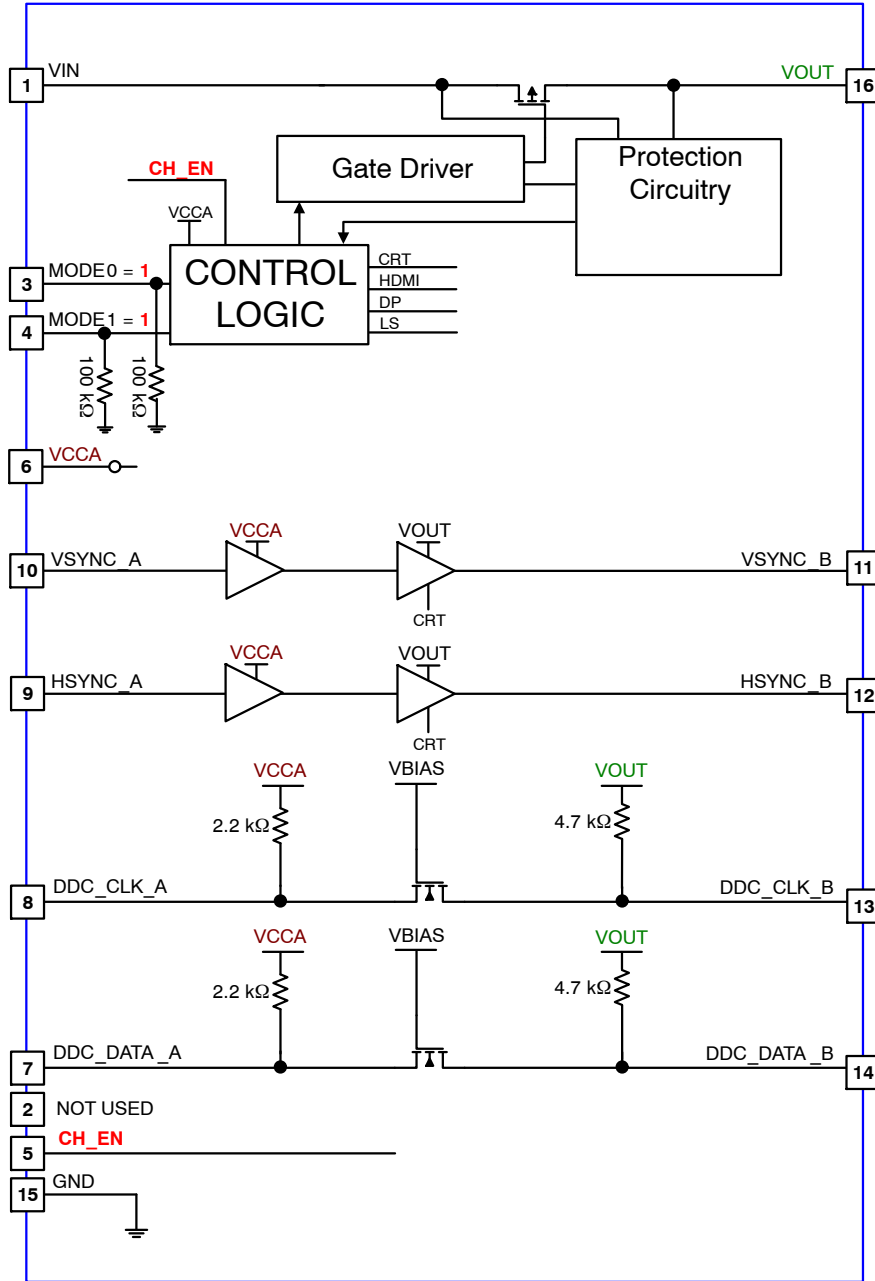 1 VIN VOUT 16
Gate Driver
Protection
Circuitry
CH_EN
VCCA
3 MODE0 = 1
4 MODE1 = 1
CONTROL
LOGIC
CRT
HDMI
DP
LS
100 kΩ
100 kΩ
6 VCCA
VCCA VOUT
10 VSYNC_A VSYNC_B 11
CRT
VCCA VOUT
9 HSYNC_A HSYNC_B 12
CRT
VCCA VBIAS VOUT
2.2 kΩ 4.7 kΩ
8 DDC_CLK_A DDC_CLK_B 13
VCCA VBIAS VOUT
2.2 kΩ 4.7 kΩ
7 DDC_DATA_A DDC_DATA_B 14
2 NOT USED
5 CH_EN
15 GND